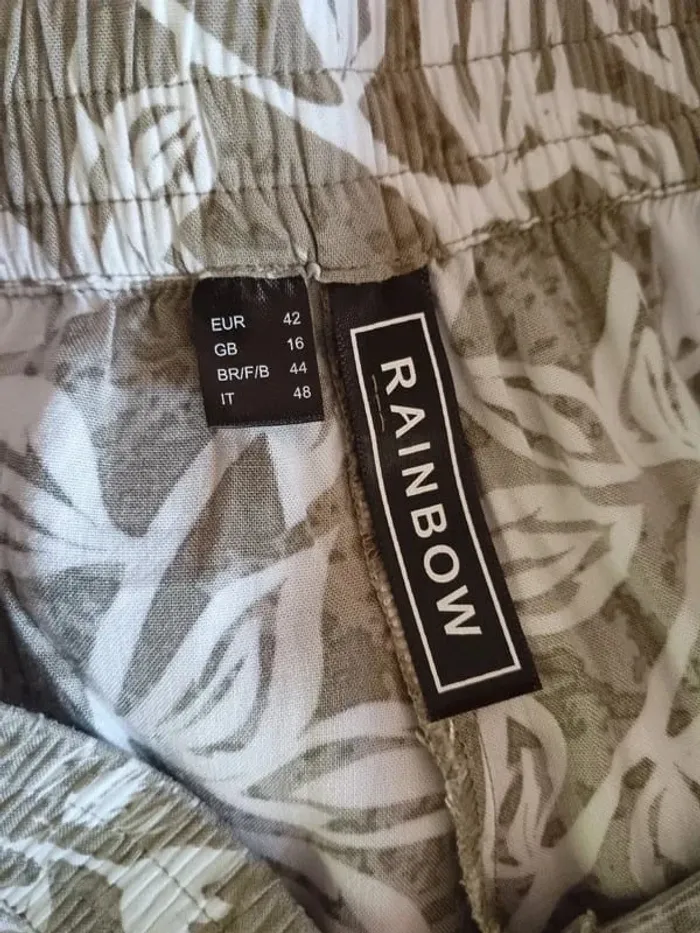 EUR 42
GB 16
BR/F/B 44
IT 48
RAINBOW